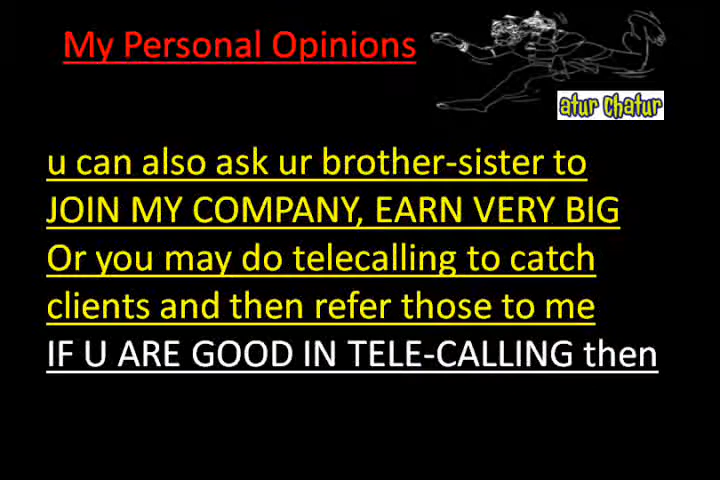 My Personal Opinions
atur chatur
u can also ask ur brother-sister to
JOIN MY COMPANY, EARN VERY BIG
Or you may do telecalling to catch
clients and then refer those to me
IF U ARE GOOD IN TELE-CALLING then